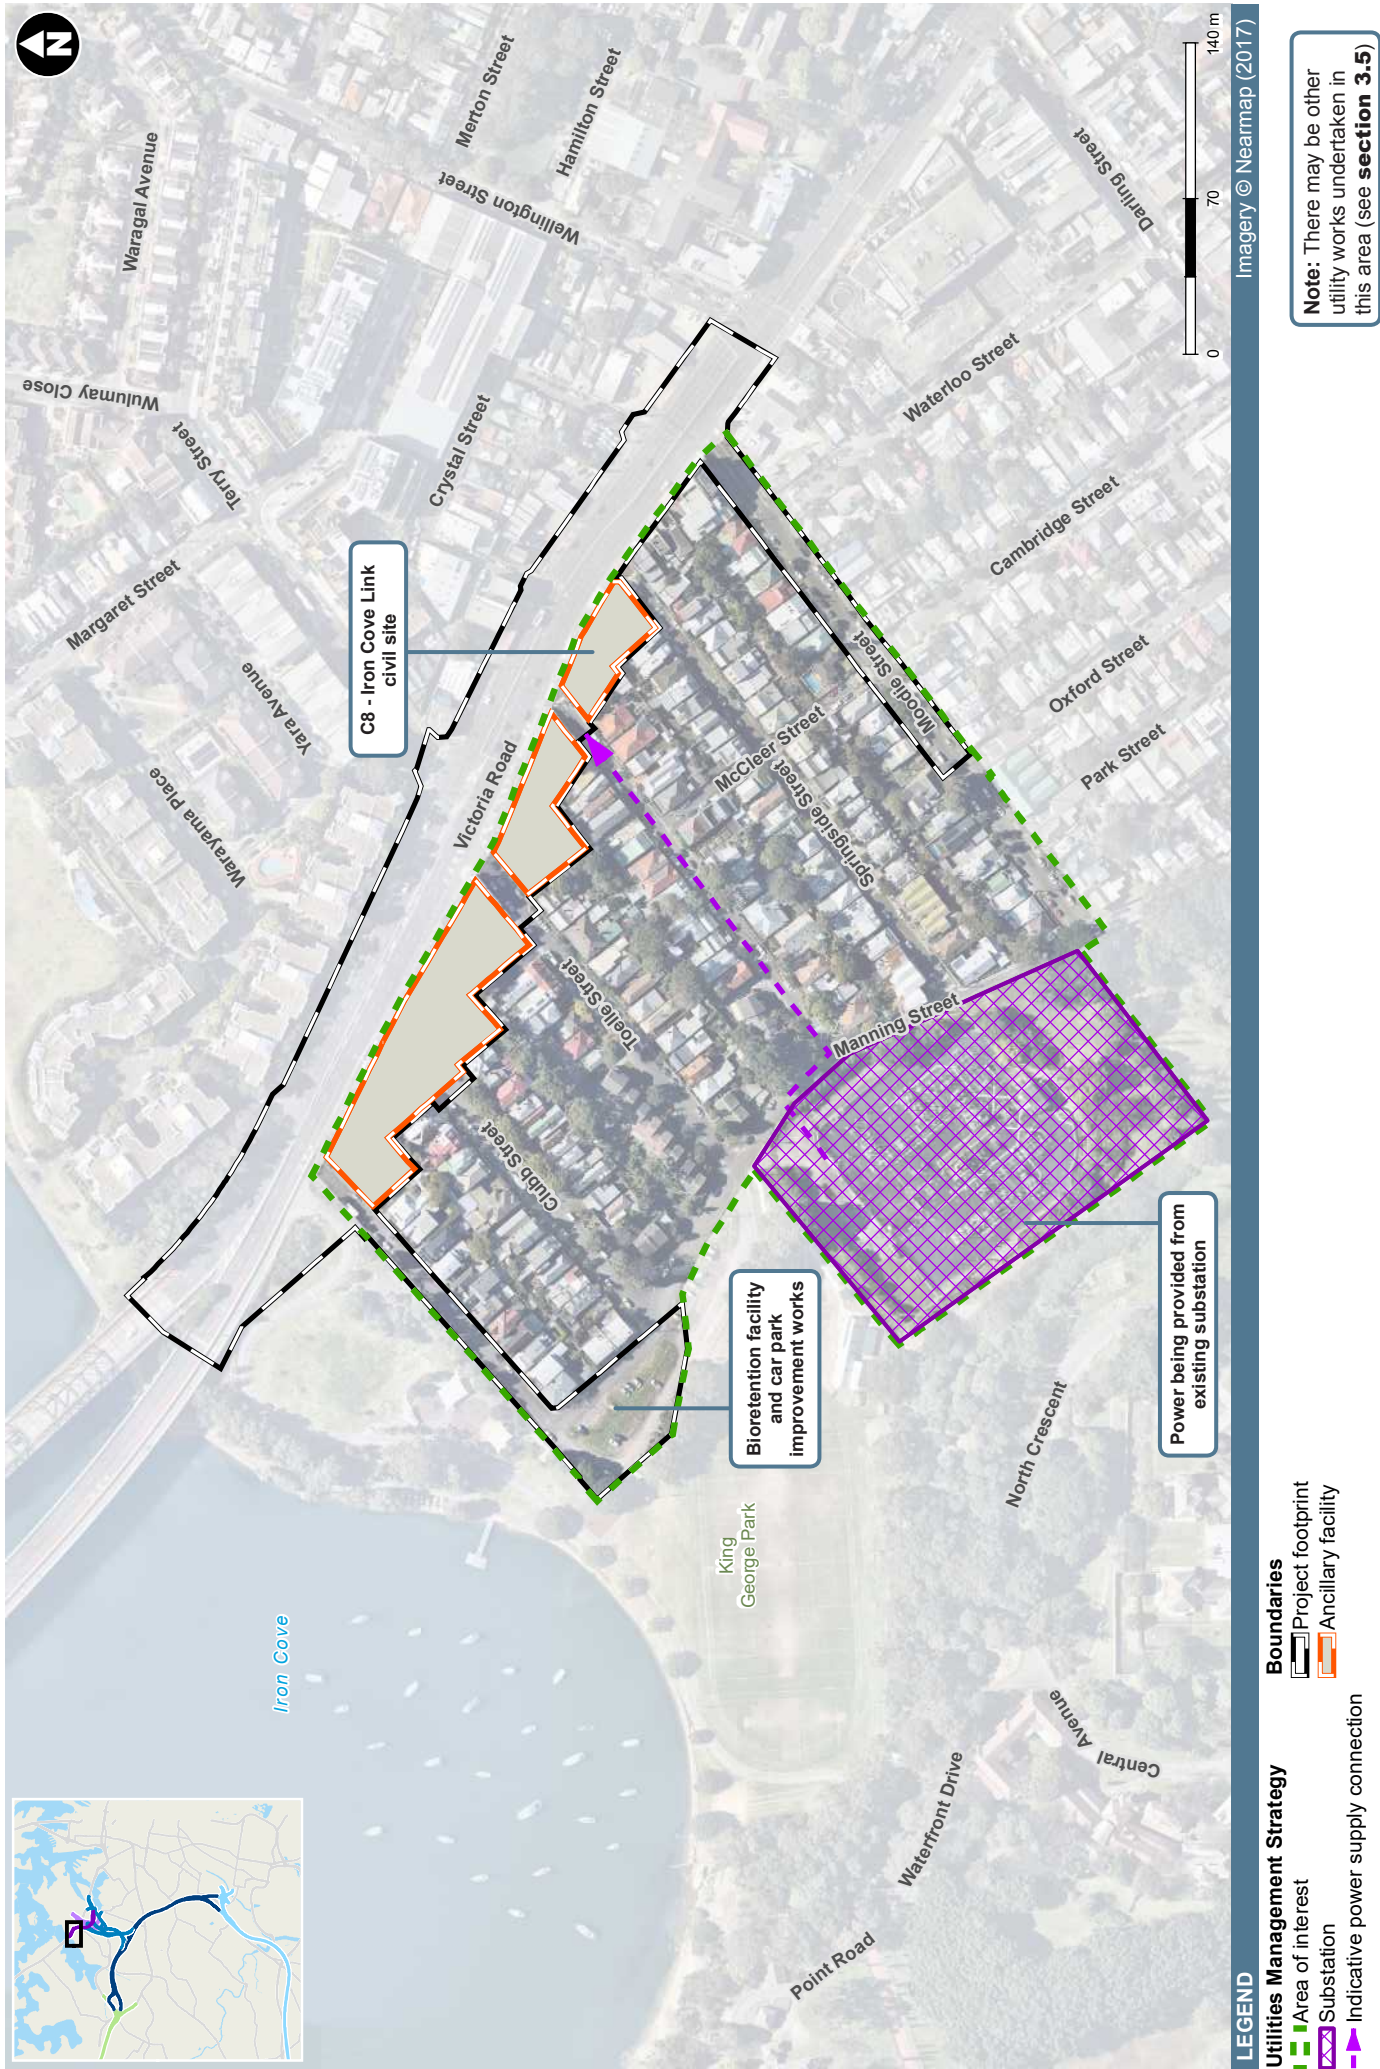 N
Waragal Avenue
Merton Street
Hamilton Street
Wellington Street
Wulumay Close
Terry Street
Crystal Street
Margaret Street
Yara Avenue
Warayama Place
Victoria Road
C8 - Iron Cove Link
civil site
Darling Street
Waterloo Street
Cambridge Street
Oxford Street
Park Street
Moodie Street
McCleer Street
Springside Street
Manning Street
Toelle Street
Clubb Street
Bioretention facility
and car park
improvement works
Power being provided from
existing substation
King
George Park
Iron Cove
North Crescent
Central
Avenue
Waterfront Drive
Point Road
0
70
140 m
Imagery © Nearmap (2017)
LEGEND
Utilities Management Strategy
Area of interest
Substation
Indicative power supply connection
Boundaries
Project footprint
Ancillary facility
Note: There may be other
utility works undertaken in
this area (see section 3.5)